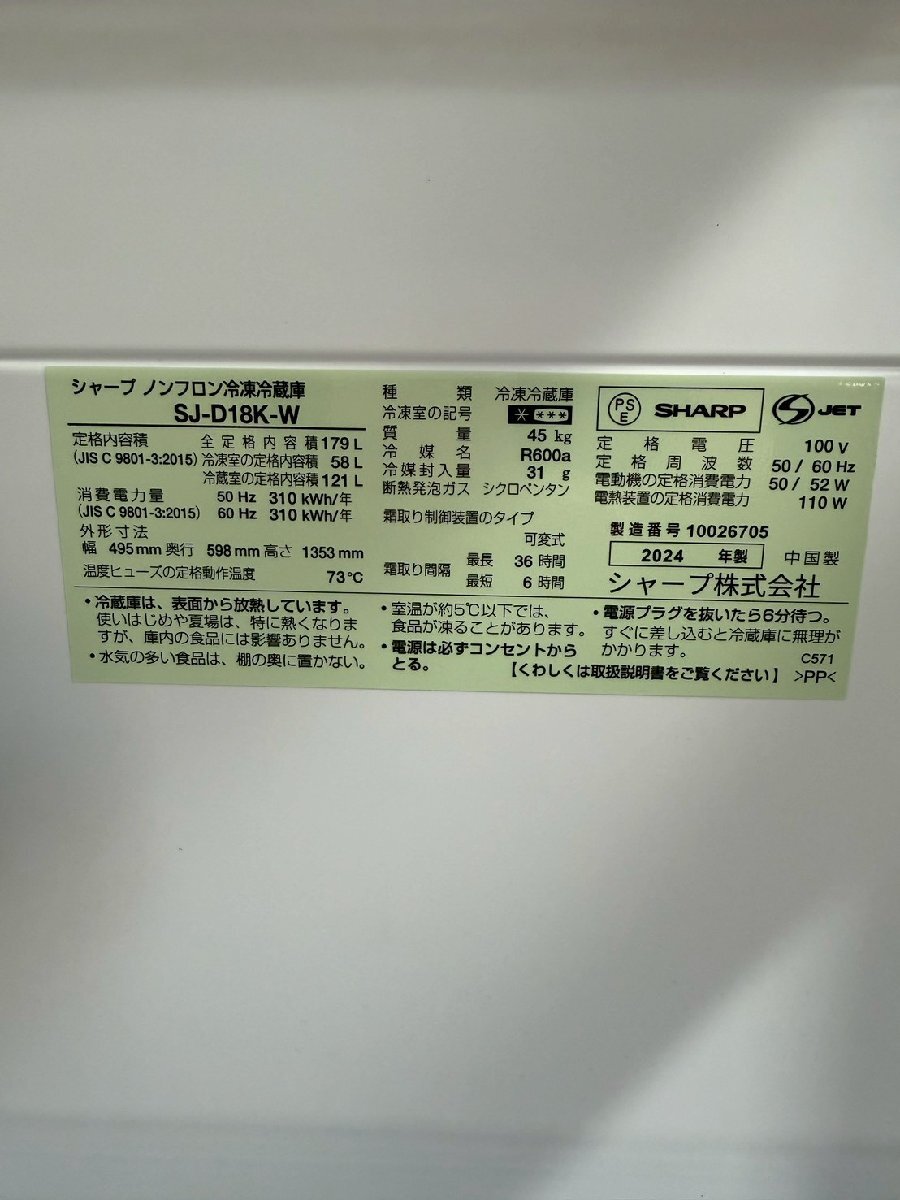 シャープ ノンフロン冷凍冷蔵庫
SJ-D18K-W
定格内容積 全定格内容積 179 L
(JIS C 9801-3:2015) 冷凍室の定格内容積 58 L
冷蔵室の定格内容積 121 L
消費電力量 50 Hz 310 kWh/年
(JIS C 9801-3:2015) 60 Hz 310 kWh/年
外形寸法
幅 495mm 奥行 598mm 高さ 1353mm
温度ヒューズの定格動作温度 73℃
種類 冷凍冷蔵庫
冷凍室の記号 * ***
質量 45 kg
冷媒名 R600a
冷媒封入量 31 g
断熱発泡ガス シクロペンタン
霜取り制御装置のタイプ
可変式
霜取り間隔 最長 36 時間
最短 6 時間
PSE SHARP JET
定格電圧 100 V
定格周波数 50 / 60 Hz
電動機の定格消費電力 50 / 52 W
電熱装置の定格消費電力 110 W
製造番号 10026705
2024 年製 中国製
シャープ株式会社
・冷蔵庫は、表面から放熱しています。
使いはじめや夏場は、特に熱くなりま
すが、庫内の食品には影響ありません。
・水気の多い食品は、棚の奥に置かない。
・室温が約5℃以下では、
食品が凍ることがあります。
・電源は必ずコンセントから
とる。
・電源プラグを抜いたら6分待つ。
すぐに差し込むと冷蔵庫に無理が
かかります。
C571
【くわしくは取扱説明書をご覧ください】 >PP<